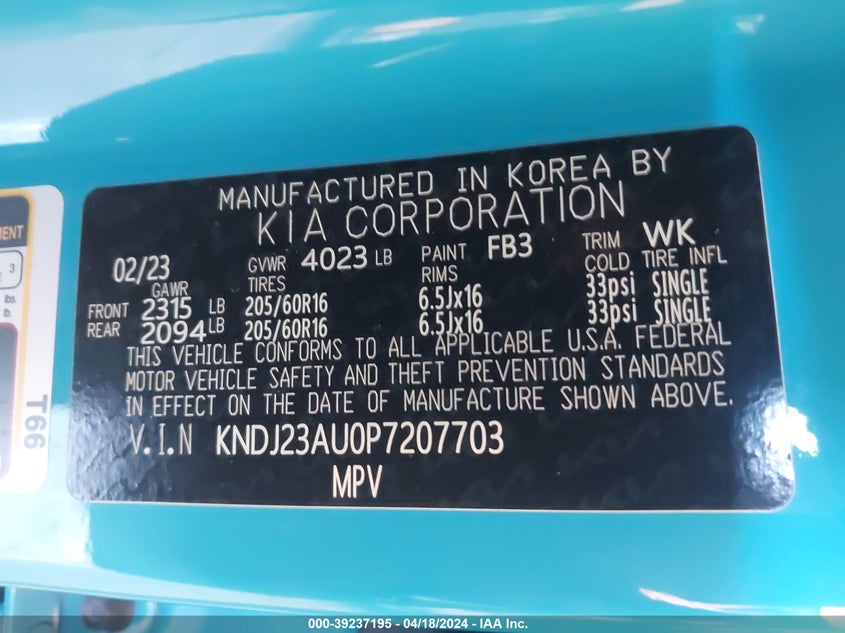 MANUFACTURED IN KOREA BY
KIA CORPORATION
02/23 GVWR 4023 LB PAINT FB3 TRIM WK
GAWR TIRES RIMS COLD TIRE INFL
FRONT 2315 LB 205/60R16 6.5Jx16 33psi SINGLE
REAR 2094 LB 205/60R16 6.5Jx16 33psi SINGLE
THIS VEHICLE CONFORMS TO ALL APPLICABLE U.S.A. FEDERAL
MOTOR VEHICLE SAFETY AND THEFT PREVENTION STANDARDS
IN EFFECT ON THE DATE OF MANUFACTURE SHOWN ABOVE.
V.I.N KNDJ23AU0P7207703
MPV
3
lbs.
lb.
T66
000-39237195 - 04/18/2024 - IAA Inc.